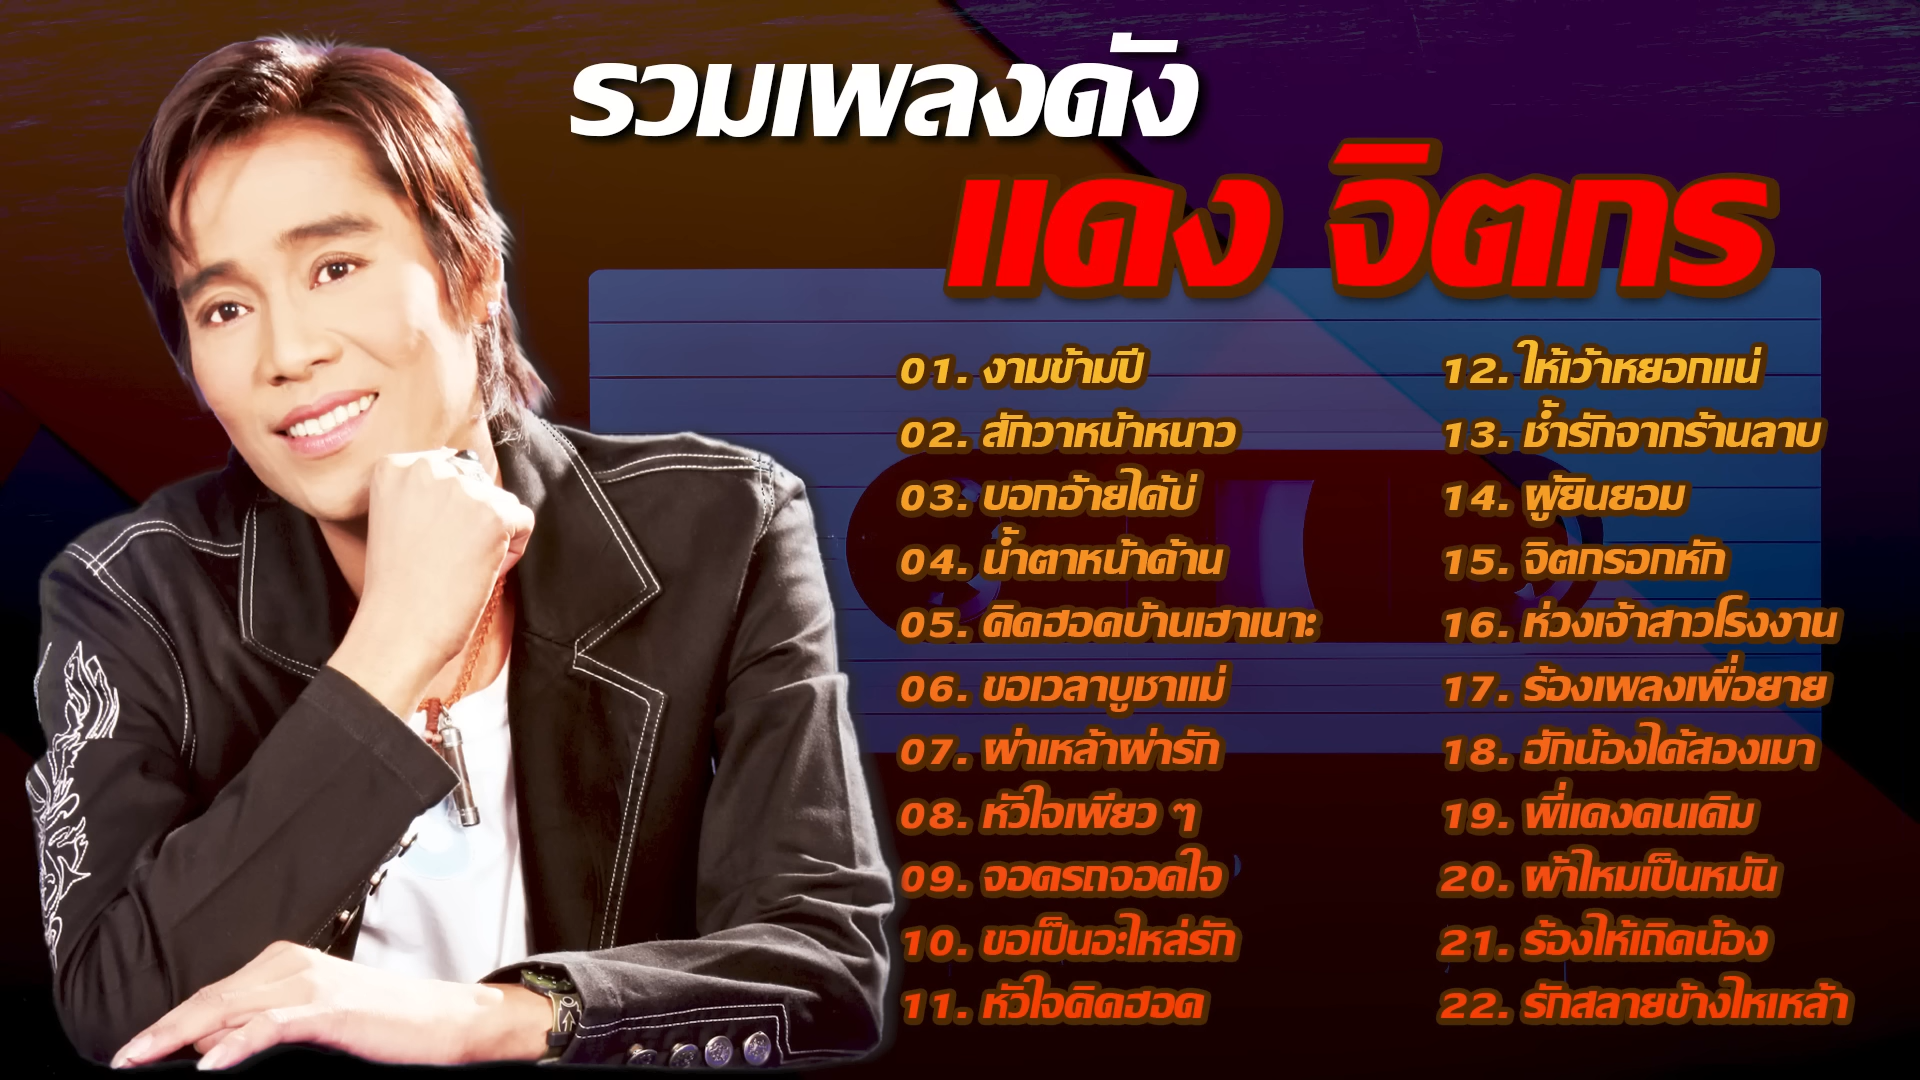 รวมเพลงดัง
แดง จิตกร
01. งามข้ามปี
02. สักวาหน้าหนาว
03. บอกอ้ายได้บ่
04. น้ำตาหน้าด้าน
05. คิดฮอดบ้านเฮาเนาะ
06. ขอเวลาบูชาแม่
07. ผ่าเหล้าผ่ารัก
08. หัวใจเพียว ๆ
09. จอดรถจอดใจ
10. ขอเป็นอะไหล่รัก
11. หัวใจคิดฮอด
12. ให้เว้าหยอกแน่
13. ช้ำรักจากร้านลาบ
14. ผู้ยินยอม
15. จิตกรอกหัก
16. ห่วงเจ้าสาวโรงงาน
17. ร้องเพลงเพื่อยาย
18. ฮักน้องได้สองเมา
19. พี่แดงคนเดิม
20. ผ้าไหมเป็นหมัน
21. ร้องไห้เถิดน้อง
22. รักสลายข้างไหเหล้า